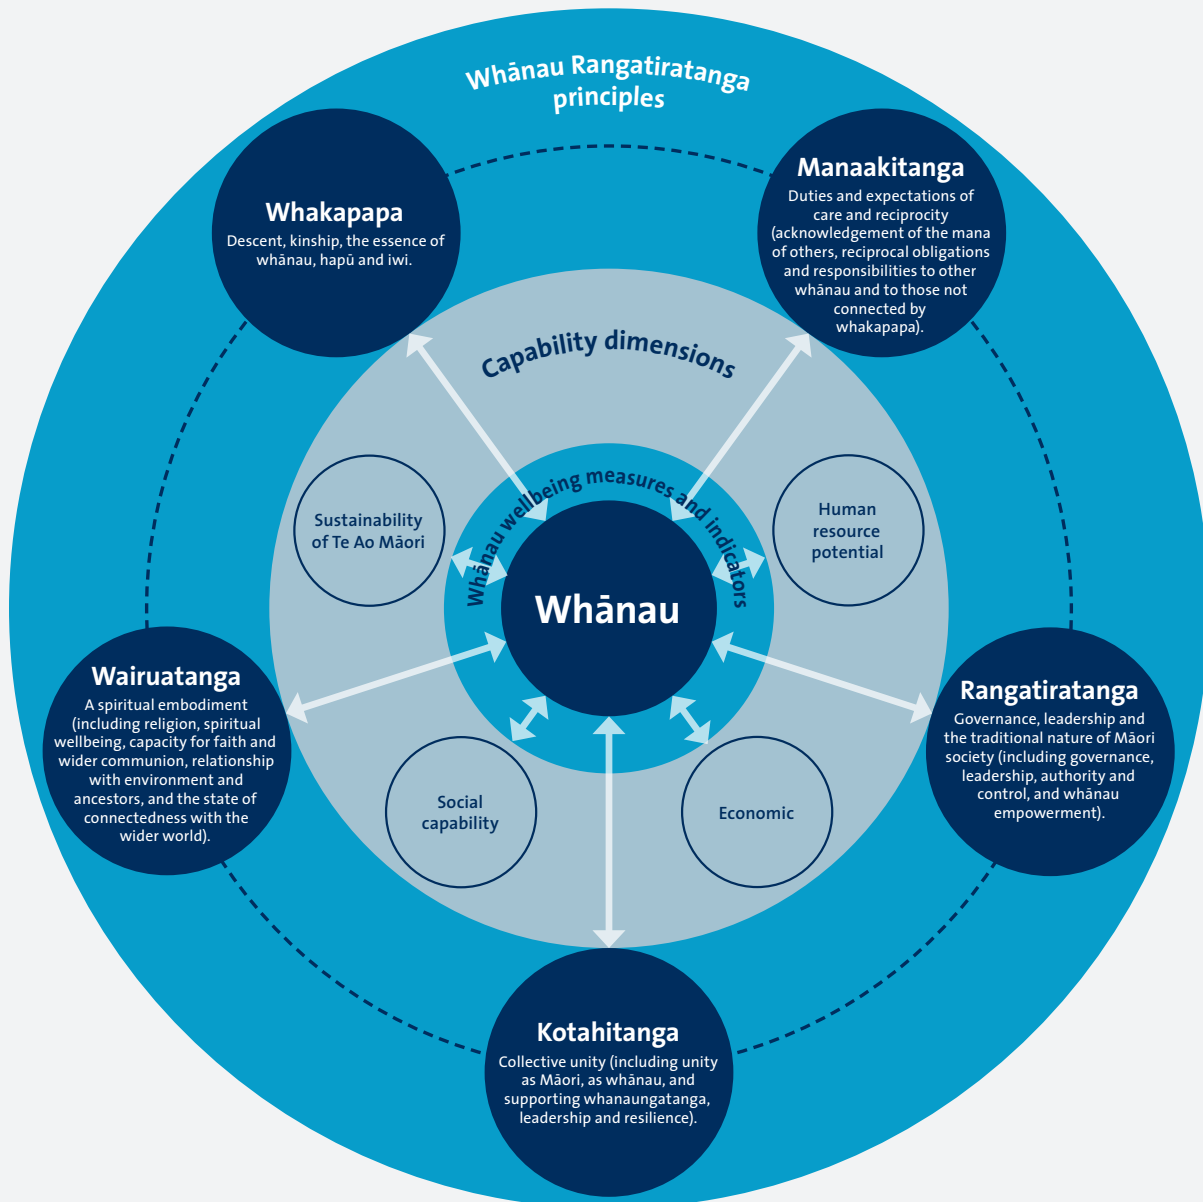 Whānau Rangatiratanga
principles
Whakapapa
Descent, kinship, the essence of
whānau, hapū and iwi.
Manaakitanga
Duties and expectations of
care and reciprocity
(acknowledgement of the mana
of others, reciprocal obligations
and responsibilities to other
whānau and to those not
connected by
whakapapa).
Capability dimensions
Sustainability
of Te Ao Māori
Human
resource
potential
Whānau wellbeing measures and indicators
Whānau
Wairuatanga
A spiritual embodiment
(including religion, spiritual
wellbeing, capacity for faith and
wider communion, relationship
with environment and
ancestors, and the state of
connectedness with the
wider world).
Rangatiratanga
Governance, leadership and
the traditional nature of Māori
society (including governance,
leadership, authority and
control, and whānau
empowerment).
Social
capability
Economic
Kotahitanga
Collective unity (including unity
as Māori, as whānau, and
supporting whanaungatanga,
leadership and resilience).